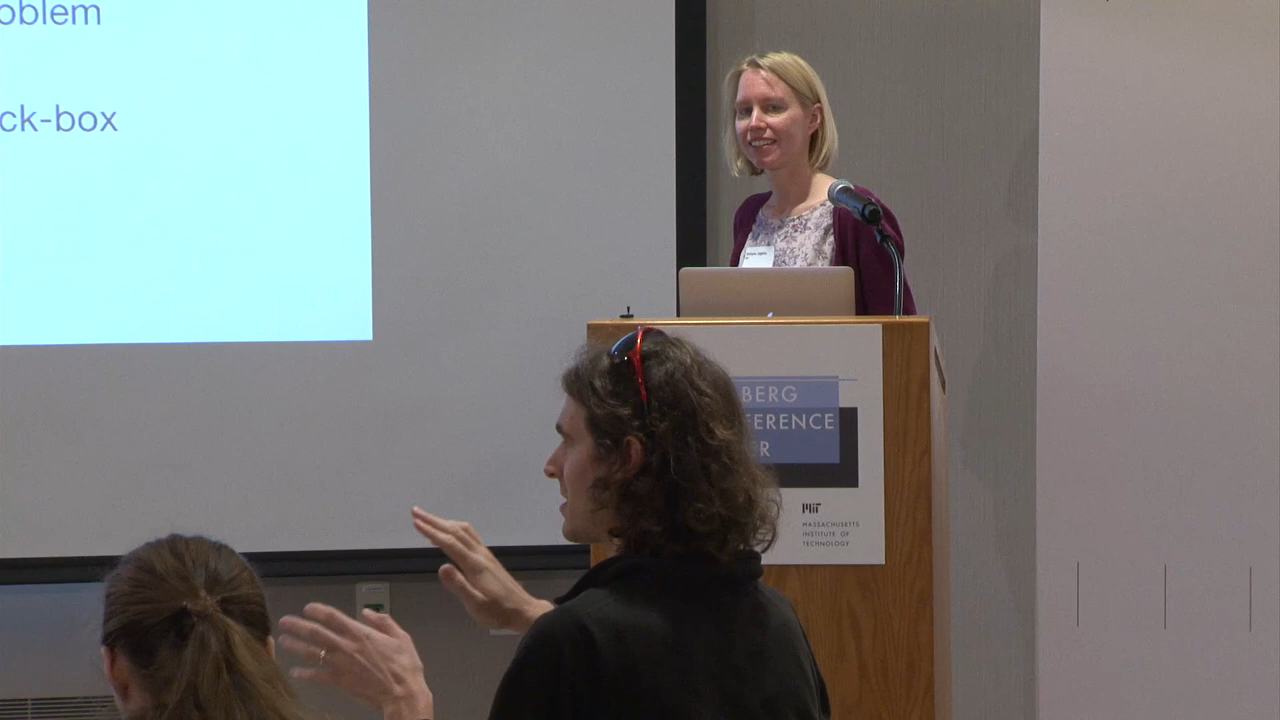 oblem
ck-box
BERG
FERENCE
ER
MIT
MASSACHUSETTS
INSTITUTE OF
TECHNOLOGY